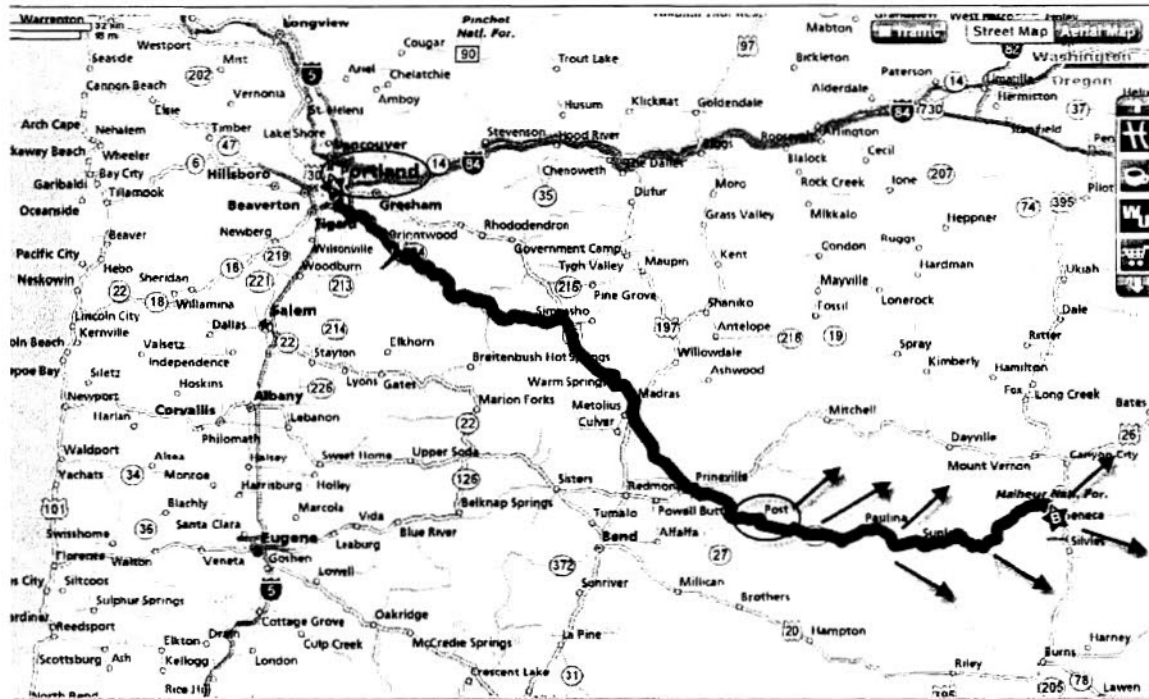 Warrenton
32 km
Longview
Pinchot
Natl. For.
90
97
Mabton
Traffic
Street Map
Aerial Map
82
Westport
Cougar
Bickleton
Washington
Seaside
Mist
5
Ariel
Chelatchie
Trout Lake
Paterson
14
Umatilla
Oregon
202
Cannon Beach
Vernonia
Amboy
Alderdale
Hermiston
37
Elsie
St. Helens
Husum
Klickitat
Goldendale
84
730
Arch Cape
Nehalem
Timber
Lake Shore
Stevenson
Hood River
Arlington
Stanfield
Wheeler
47
Vancouver
Bay City
6
Portland
14
84
Chenoweth
The Dalles
Blalock
Cecil
Garibaldi
Tillamook
Hillsboro
30
35
Dufur
Moro
Rock Creek
Ione
207
Pilot
Oceanside
Beaverton
Gresham
Grass Valley
Mikkalo
Heppner
74
395
Beaver
Newberg
Tigard
Rhododendron
Condon
Ruggs
Pacific City
Wilsonville
Government Camp
Maupin
Kent
Hardman
Hebo
Sheridan
18
219
Woodburn
Tygh Valley
Mayville
Ukiah
Neskowin
22
18
Willamina
221
213
216
Pine Grove
Shaniko
Fossil
Lonerock
Dale
Lincoln City
Salem
Simnasho
Kernville
Dallas
214
197
Antelope
218
19
Ritter
Valsetz
22
Elkhorn
Spray
Independence
Stayton
Breitenbush Hot Springs
Willowdale
Kimberly
Siletz
Hoskins
226
Lyons
Gates
Warm Springs
Ashwood
Hamilton
Newport
Albany
Marion Forks
Madras
Fox
Long Creek
Harlan
Corvallis
Lebanon
Metolius
Mitchell
Bates
Philomath
22
Culver
Dayville
26
Waldport
Alsea
Halsey
Sweet Home
Upper Soda
Mount Vernon
Canyon City
Yachats
34
Monroe
Sisters
Prineville
Harrisburg
Holley
126
Redmond
Malheur Natl. For.
101
Blachly
Belknap Springs
Powell Butte
Post
B
Seneca
Marcola
Tumalo
Paulina
Swisshome
36
Santa Clara
Vida
Alfalfa
Silvies
Eugene
Leaburg
Blue River
Bend
27
Florence
Walton
Veneta
Goshen
372
Siltcoos
5
Lowell
Sunriver
Millican
Sulphur Springs
Brothers
Oakridge
Reedsport
Cottage Grove
La Pine
20
Hampton
Elkton
Drain
Culp Creek
McCredie Springs
Harney
Scottsburg
Ash
Kellogg
London
Burns
Crescent Lake
31
Riley
North Bend
Rice Hill
395
205
78
Lawen